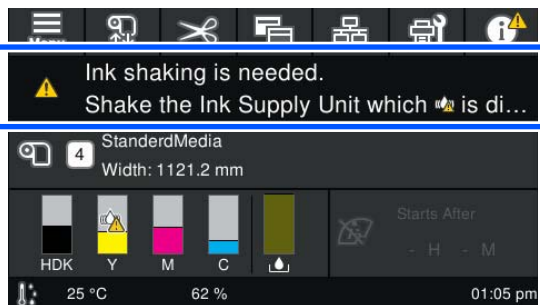 Menu
Ink shaking is needed.
Shake the Ink Supply Unit which is di...
4
StanderdMedia
Width: 1121.2 mm
Starts After
- H - M
HDK Y M C
25 °C 62 % 01:05 pm